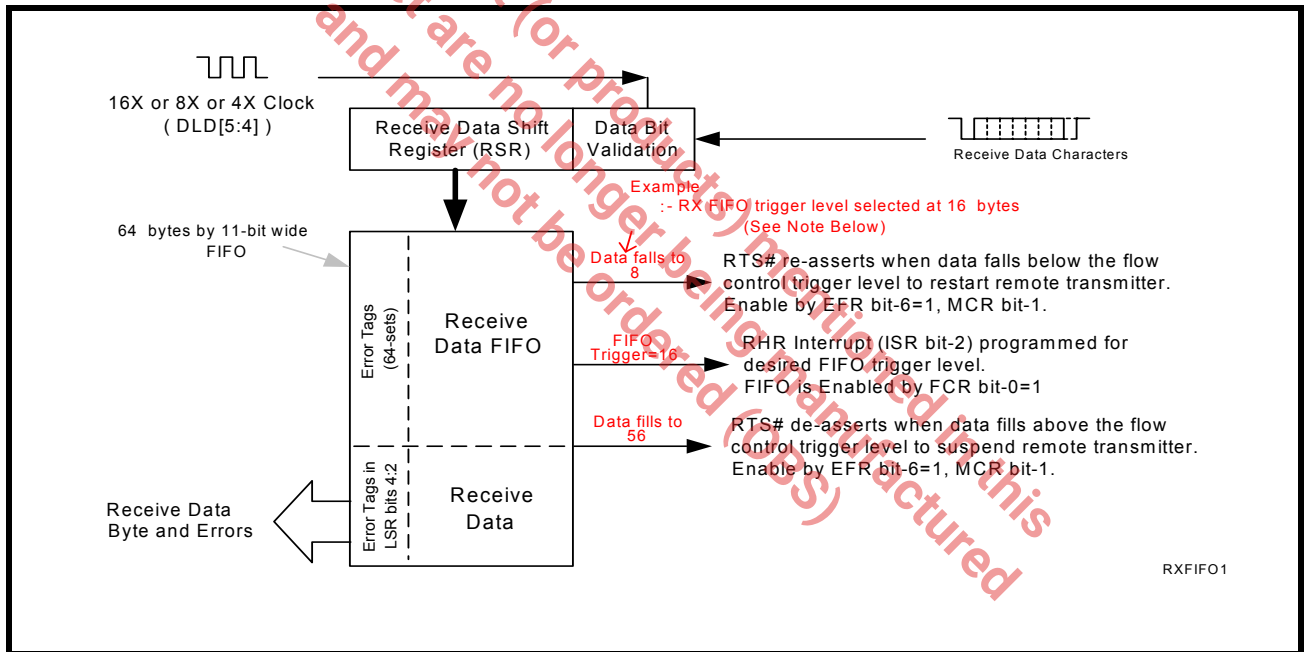 16X or 8X or 4X Clock
( DLD[5:4] )
Receive Data Shift
Register (RSR)
Data Bit
Validation
Receive Data Characters
Example
:- RX FIFO trigger level selected at 16 bytes
(See Note Below)
64 bytes by 11-bit wide
FIFO
Error Tags
(64-sets)
Receive
Data FIFO
Data falls to
8
RTS# re-asserts when data falls below the flow
control trigger level to restart remote transmitter.
Enable by EFR bit-6=1, MCR bit-1.
FIFO
Trigger=16
RHR Interrupt (ISR bit-2) programmed for
desired FIFO trigger level.
FIFO is Enabled by FCR bit-0=1
Data fills to
56
RTS# de-asserts when data fills above the flow
control trigger level to suspend remote transmitter.
Enable by EFR bit-6=1, MCR bit-1.
Error Tags in
LSR bits 4:2
Receive
Data
Receive Data
Byte and Errors
RXFIFO1
(or products) mentioned in this
are no longer being manufactured
and may not be ordered (OBS)